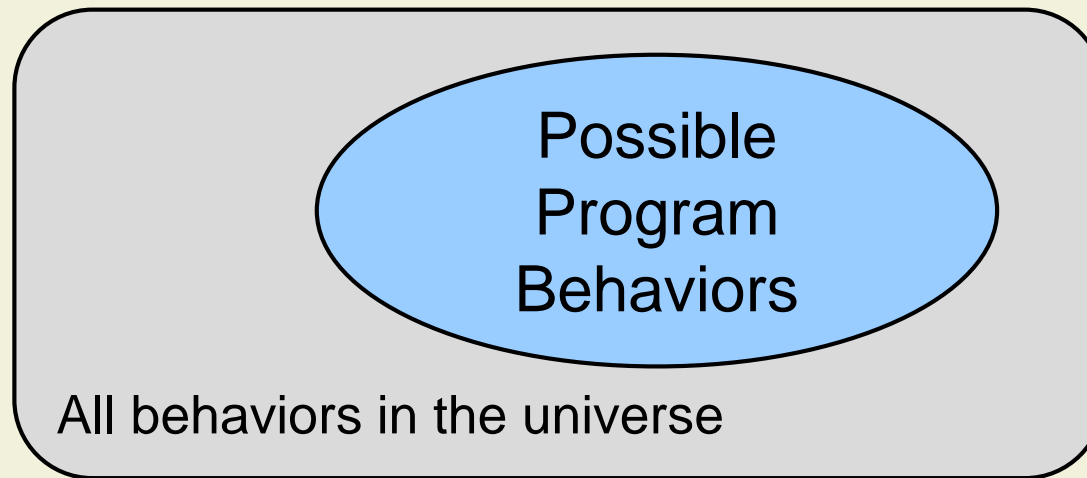 Possible
Program
Behaviors
All behaviors in the universe